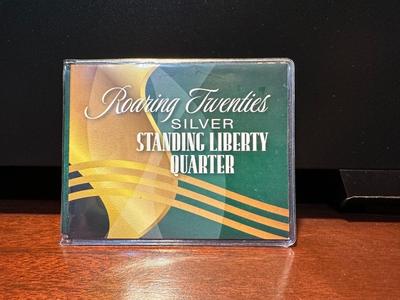 Roaring Twenties
SILVER
STANDING LIBERTY
QUARTER